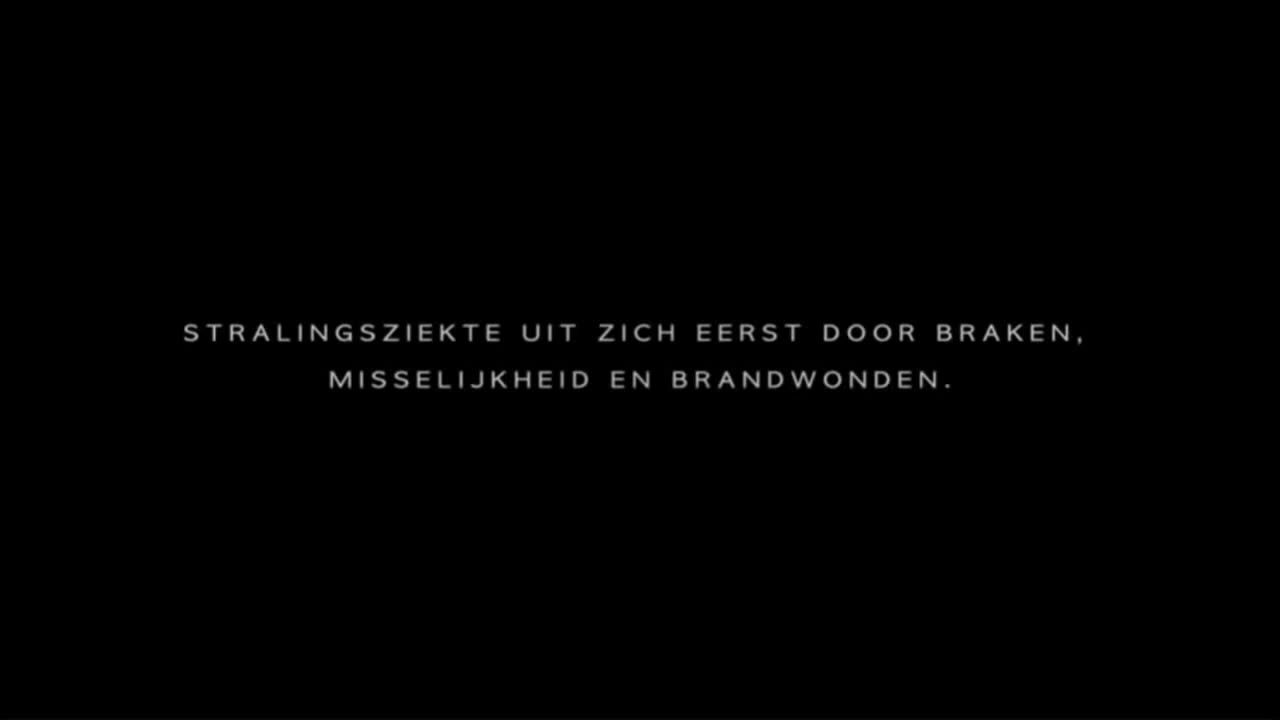 STRALINGSZIEKTE UIT ZICH EERST DOOR BRAKEN,
MISSELIJKHEID EN BRANDWONDEN.